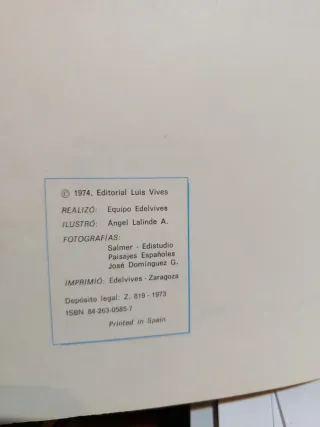 © 1974, Editorial Luis Vives
REALIZÓ: Equipo Edelvives
ILUSTRÓ: Ángel Lalinde A.
FOTOGRAFÍAS:
Salmer - Edistudio
Paisajes Españoles
José Domínguez G.
IMPRIMIÓ: Edelvives - Zaragoza
Depósito legal: Z. 819 - 1973
ISBN 84-263-0585-7
Printed in Spain